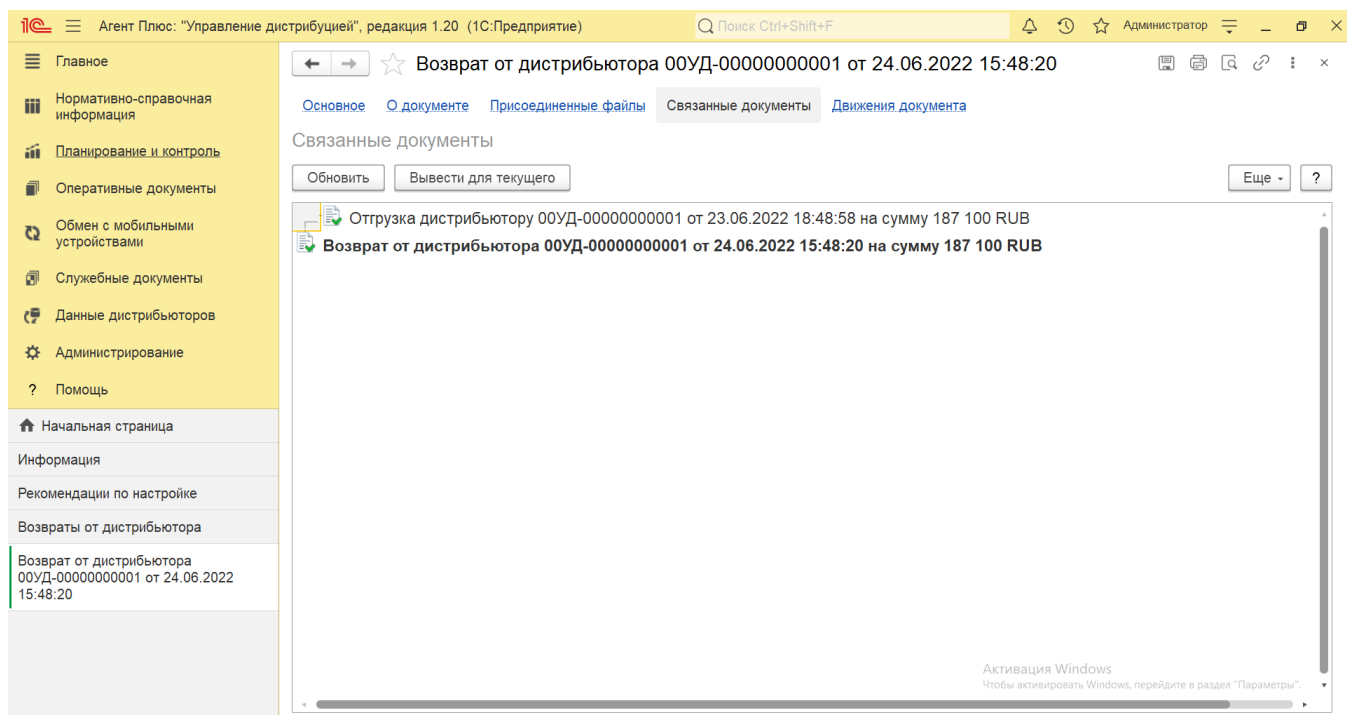 1С Агент Плюс: "Управление дистрибуцией", редакция 1.20 (1С:Предприятие) Поиск Ctrl+Shift+F Администратор
Главное
Нормативно-справочная
информация
Планирование и контроль
Оперативные документы
Обмен с мобильными
устройствами
Служебные документы
Данные дистрибьюторов
Администрирование
? Помощь
Начальная страница
Информация
Рекомендации по настройке
Возвраты от дистрибьютора
Возврат от дистрибьютора
00УД-00000000001 от 24.06.2022
15:48:20
Возврат от дистрибьютора 00УД-00000000001 от 24.06.2022 15:48:20
Основное О документе Присоединенные файлы Связанные документы Движения документа
Связанные документы
Обновить Вывести для текущего Еще ?
Отгрузка дистрибьютору 00УД-00000000001 от 23.06.2022 18:48:58 на сумму 187 100 RUB
Возврат от дистрибьютора 00УД-00000000001 от 24.06.2022 15:48:20 на сумму 187 100 RUB
Активация Windows
Чтобы активировать Windows, перейдите в раздел "Параметры".